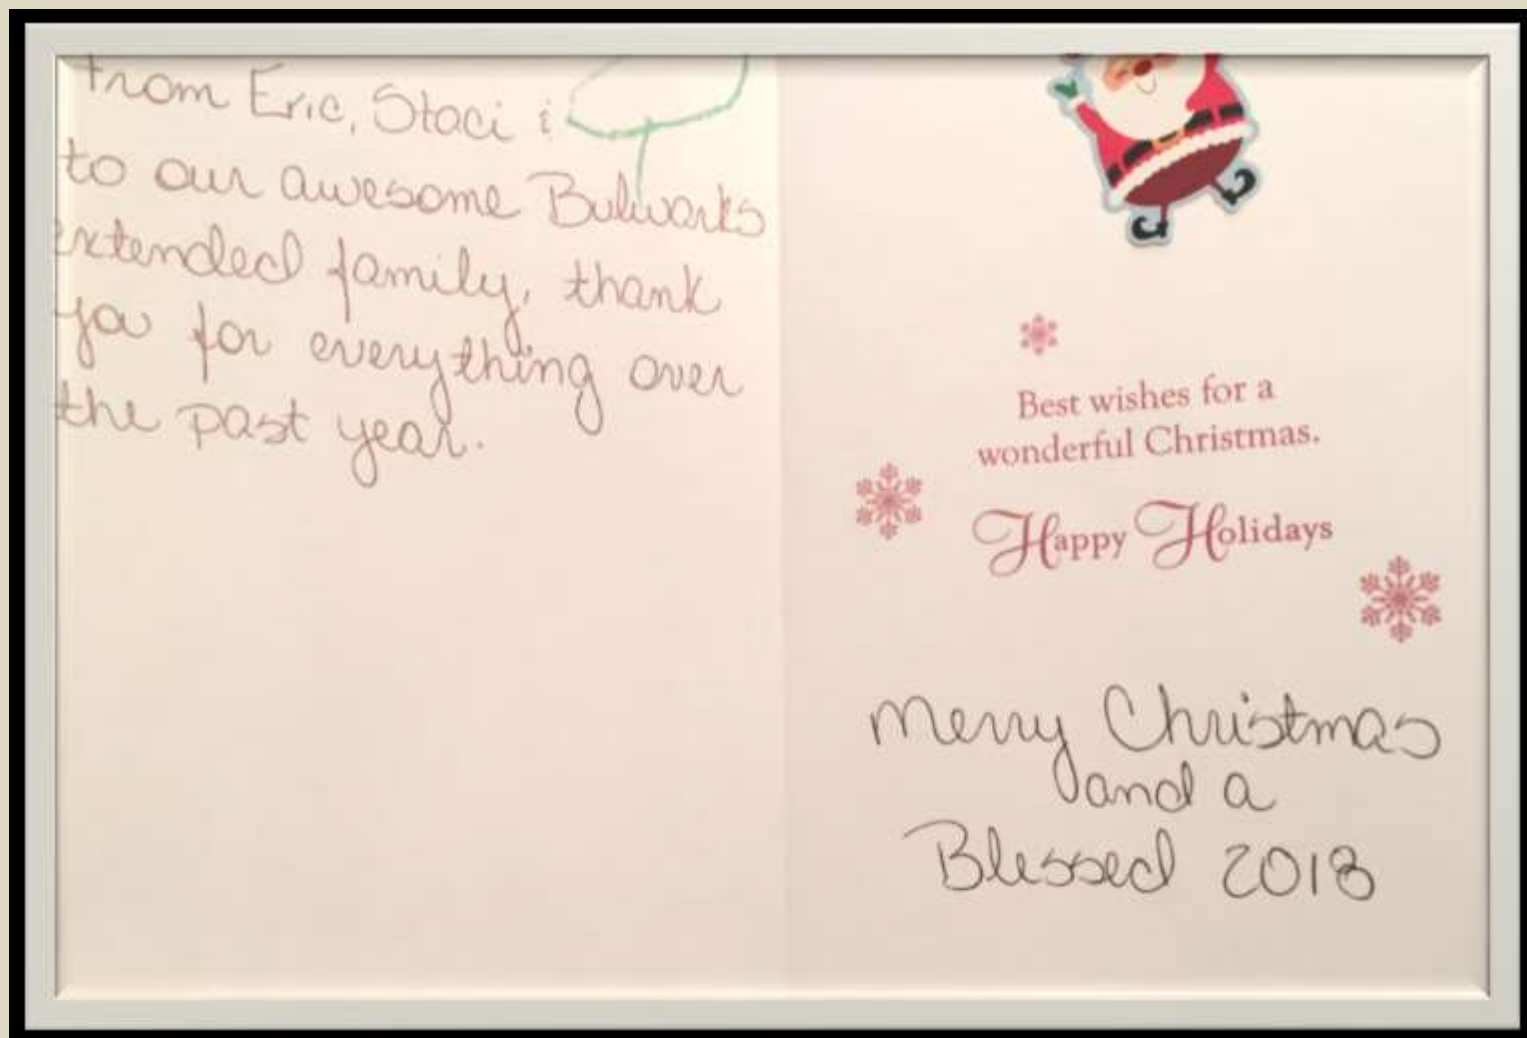 From Eric, Staci &
to our awesome Bulwarks
extended family, thank
you for everything over
the past year.
Best wishes for a
wonderful Christmas.
Happy Holidays
Merry Christmas
and a
Blessed 2018